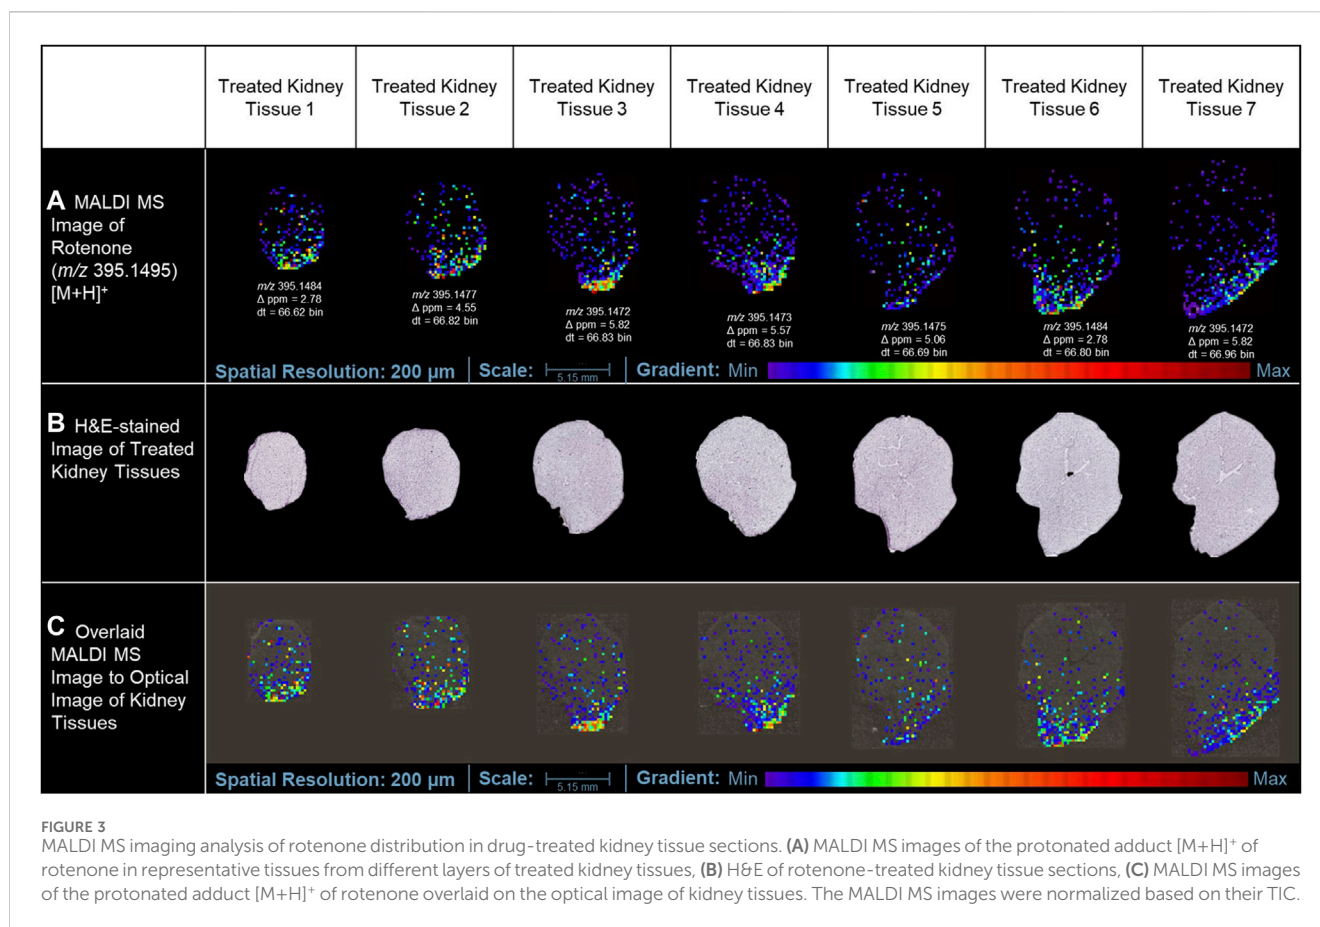 Treated Kidney
Tissue 1
Treated Kidney
Tissue 2
Treated Kidney
Tissue 3
Treated Kidney
Tissue 4
Treated Kidney
Tissue 5
Treated Kidney
Tissue 6
Treated Kidney
Tissue 7
A MALDI MS
Image of
Rotenone
(m/z 395.1495)
[M+H]⁺
m/z 395.1484
Δ ppm = 2.78
dt = 66.62 bin
m/z 395.1477
Δ ppm = 4.55
dt = 66.82 bin
m/z 395.1472
Δ ppm = 5.82
dt = 66.83 bin
m/z 395.1473
Δ ppm = 5.57
dt = 66.83 bin
m/z 395.1475
Δ ppm = 5.06
dt = 66.69 bin
m/z 395.1484
Δ ppm = 2.78
dt = 66.80 bin
m/z 395.1472
Δ ppm = 5.82
dt = 66.96 bin
Spatial Resolution: 200 µm Scale: 5.15 mm Gradient: Min Max
B H&E-stained
Image of Treated
Kidney Tissues
C Overlaid
MALDI MS
Image to Optical
Image of Kidney
Tissues
Spatial Resolution: 200 µm Scale: 5.15 mm Gradient: Min Max
FIGURE 3
MALDI MS imaging analysis of rotenone distribution in drug-treated kidney tissue sections. (A) MALDI MS images of the protonated adduct [M+H]⁺ of
rotenone in representative tissues from different layers of treated kidney tissues, (B) H&E of rotenone-treated kidney tissue sections, (C) MALDI MS images
of the protonated adduct [M+H]⁺ of rotenone overlaid on the optical image of kidney tissues. The MALDI MS images were normalized based on their TIC.